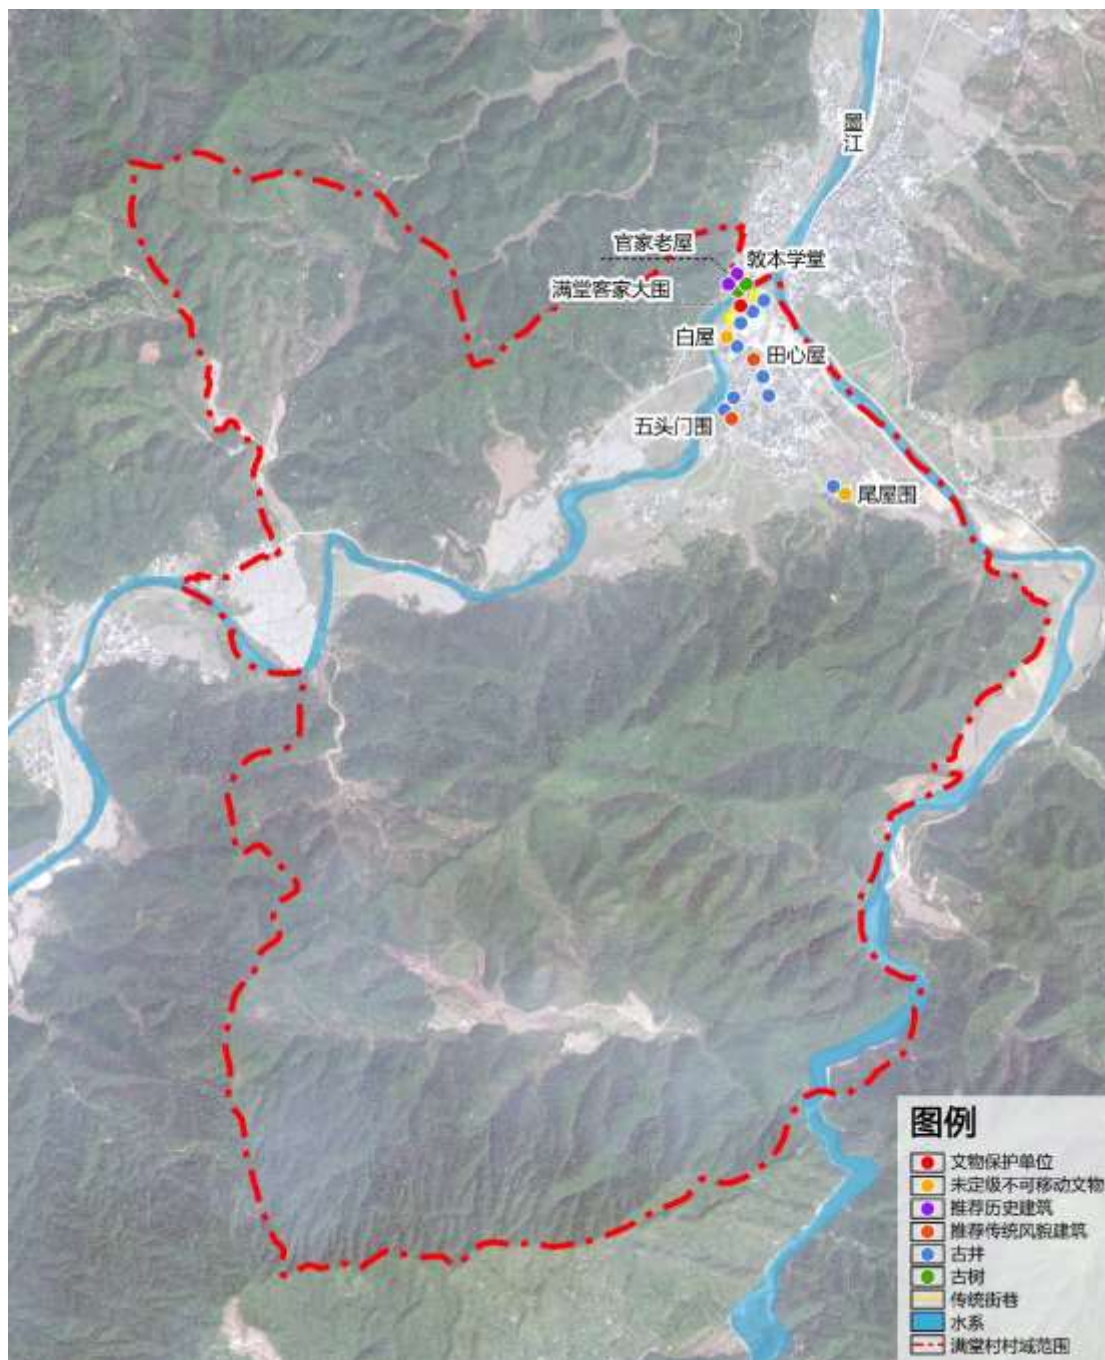 墨江
官家老屋
敦本学堂
满堂客家大围
白屋
田心屋
五头门围
尾屋围
图例
文物保护单位
未定级不可移动文物
推荐历史建筑
推荐传统风貌建筑
古井
古树
传统街巷
水系
满堂村村域范围